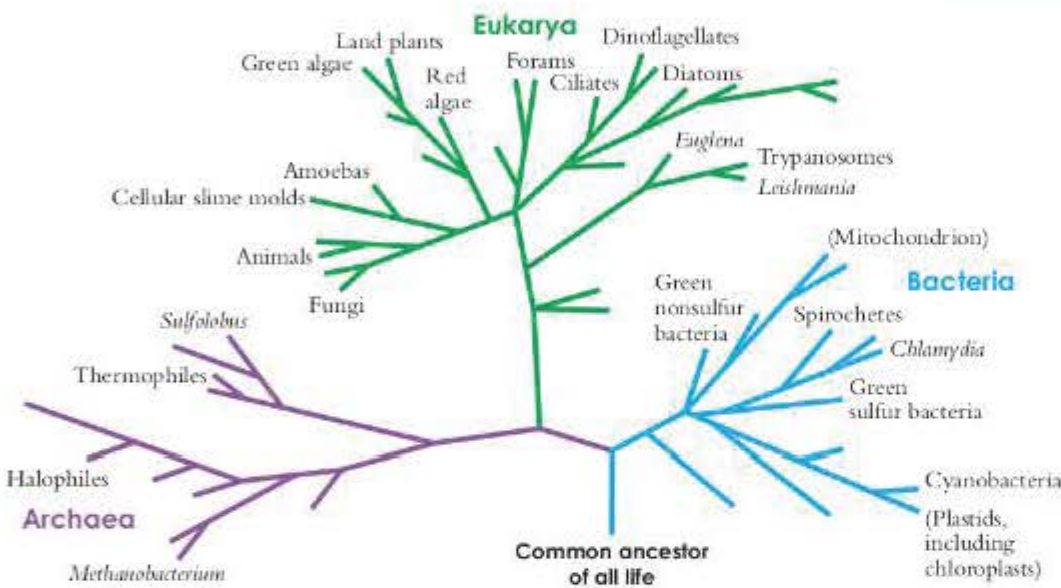 Eukarya
Land plants
Green algae
Red
algae
Forams
Ciliates
Dinoflagellates
Diatoms
Euglena
Trypanosomes
Leishmania
Amoebas
Cellular slime molds
Animals
Fungi
(Mitochondrion)
Bacteria
Green
nonsulfur
bacteria
Spirochetes
Chlamydia
Green
sulfur bacteria
Sulfolobus
Thermophiles
Halophiles
Archaea
Methanobacterium
Cyanobacteria
(Plastids,
including
chloroplasts)
Common ancestor
of all life